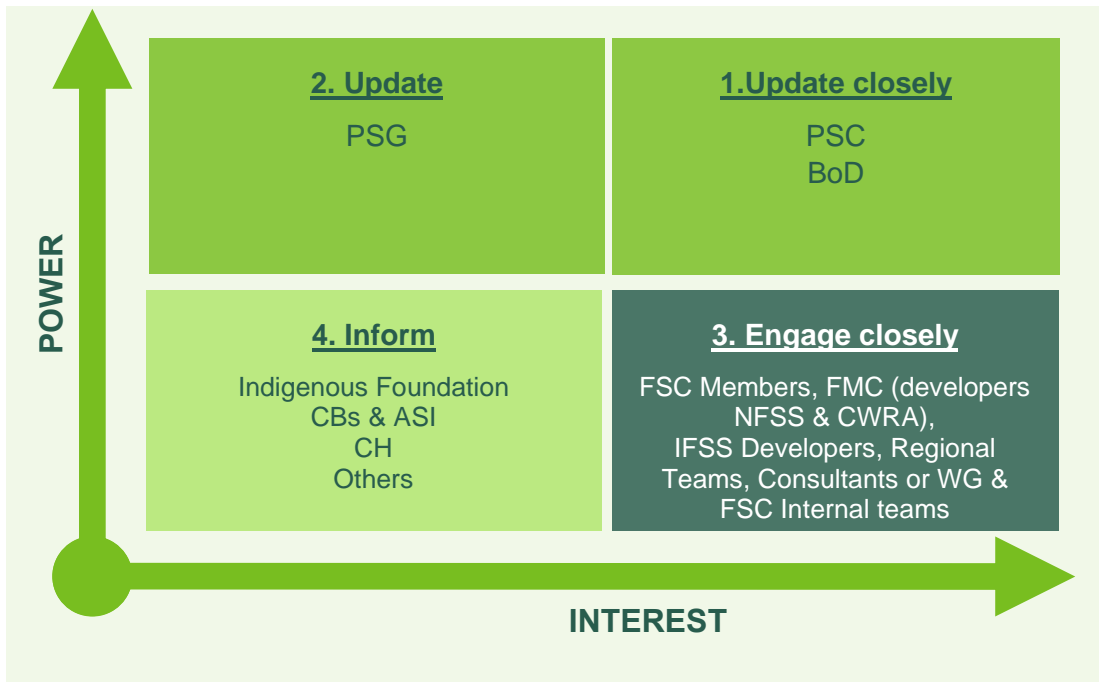 2. Update
PSG
1.Update closely
PSC
BoD
POWER
4. Inform
Indigenous Foundation
CBs & ASI
CH
Others
3. Engage closely
FSC Members, FMC (developers
NFSS & CWRA),
IFSS Developers, Regional
Teams, Consultants or WG &
FSC Internal teams
INTEREST